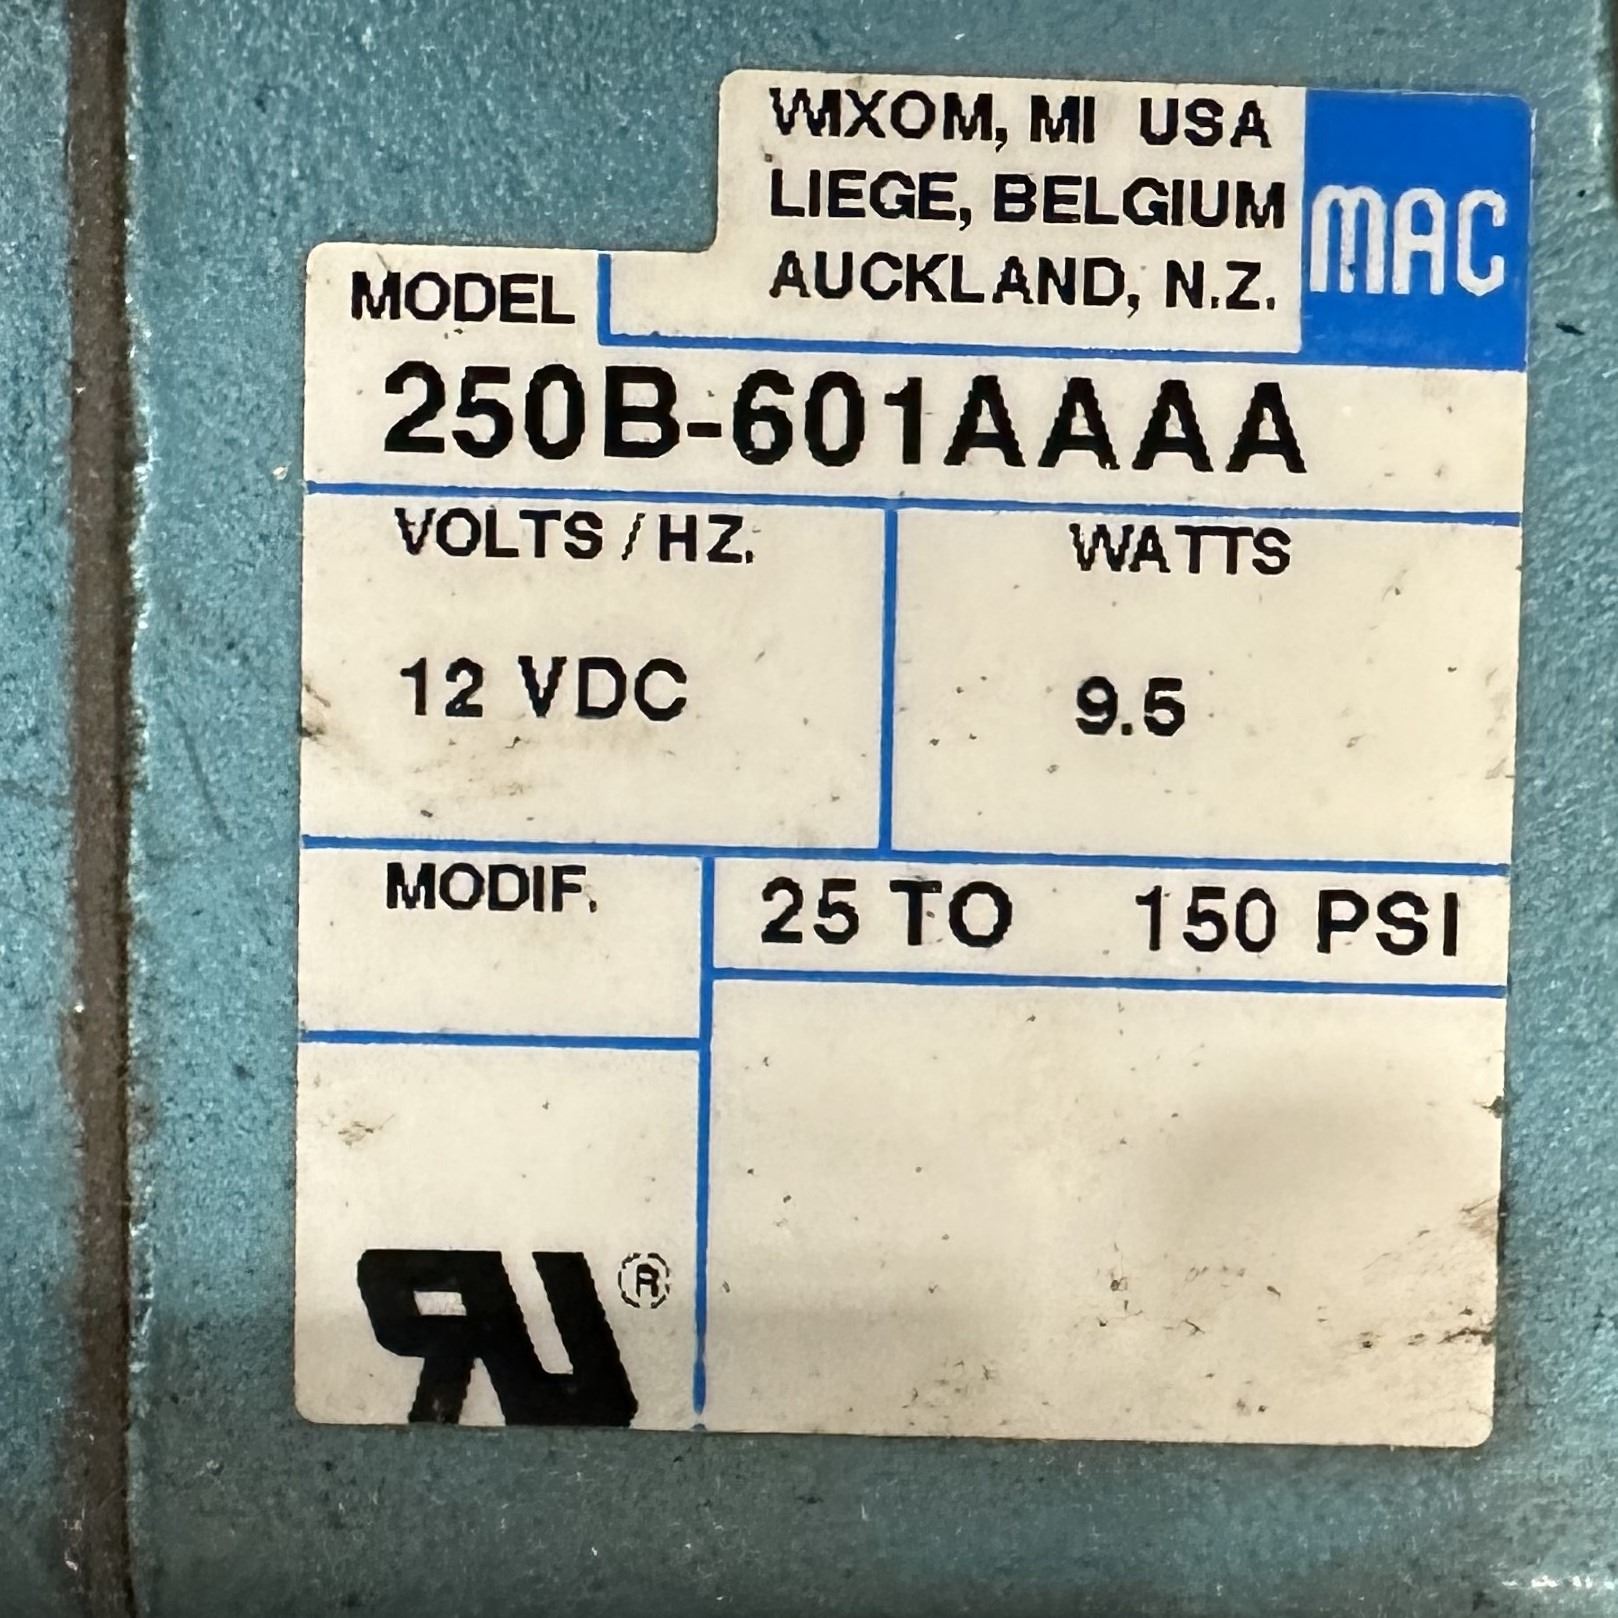 WIXOM, MI USA
LIEGE, BELGIUM
AUCKLAND, N.Z.
MAC
MODEL
250B-601AAAA
VOLTS / HZ.
WATTS
12 VDC
9.5
MODIF.
25 TO 150 PSI
RU ®